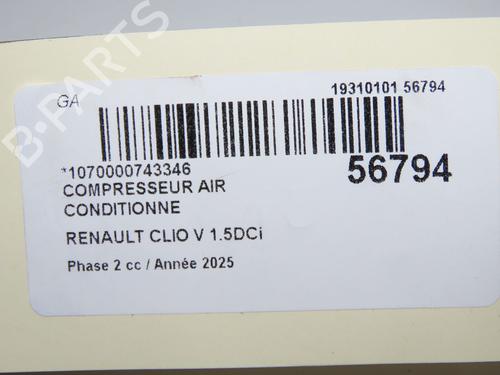 B-PARTS
GA
19310101 56794
*1070000743346
56794
COMPRESSEUR AIR
CONDITIONNE
RENAULT CLIO V 1.5DCi
Phase 2 cc / Année 2025